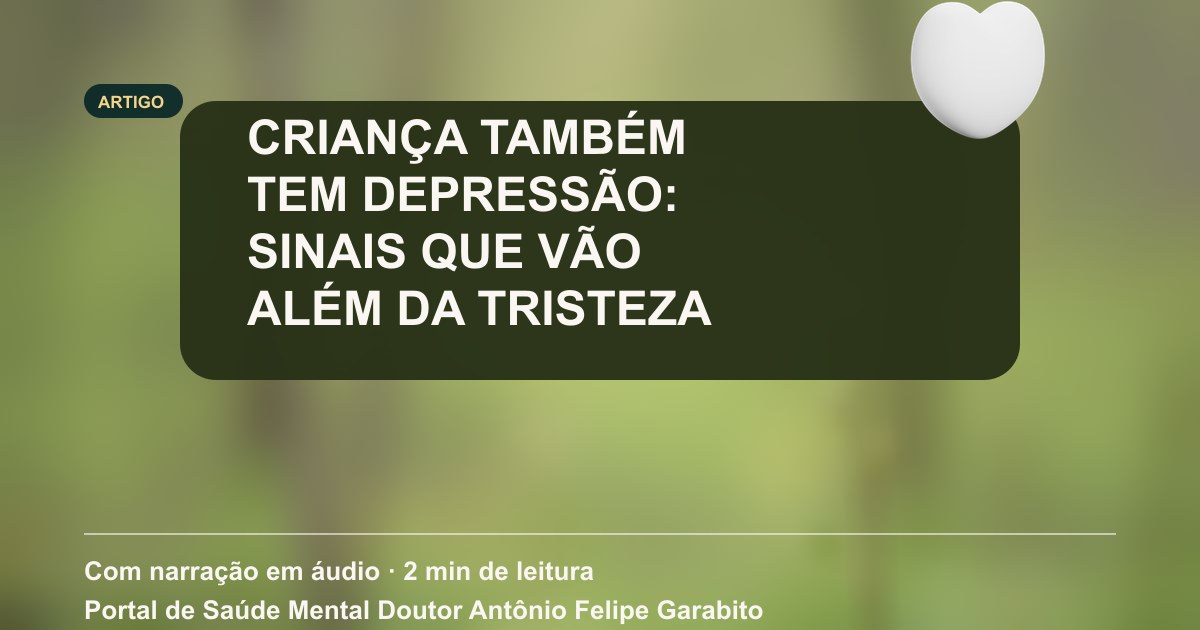 ARTIGO
CRIANÇA TAMBÉM
TEM DEPRESSÃO:
SINAIS QUE VÃO
ALÉM DA TRISTEZA
Com narração em áudio · 2 min de leitura
Portal de Saúde Mental Doutor Antônio Felipe Garabito